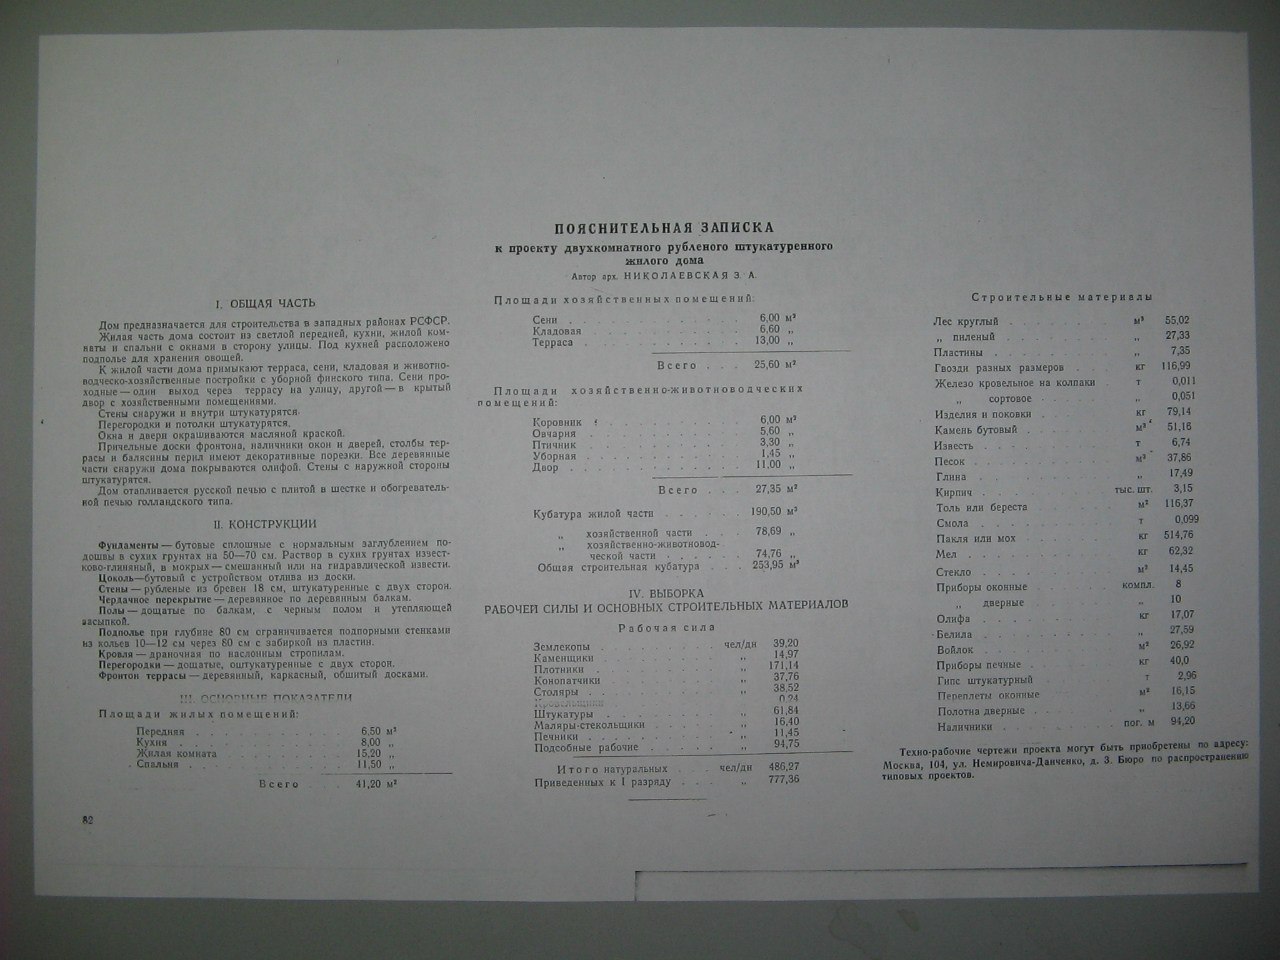 ПОЯСНИТЕЛЬНАЯ ЗАПИСКА
к проекту двухкомнатного рубленого штукатуренного
жилого дома
Автор арх. НИКОЛАЕВСКАЯ З. А.
I. ОБЩАЯ ЧАСТЬ
Дом предназначается для строительства в западных районах РСФСР.
Жилая часть дома состоит из светлой передней, кухни, жилой ком-
наты и спальни с окнами в сторону улицы. Под кухней расположено
подполье для хранения овощей.
К жилой части дома примыкают терраса, сени, кладовая и животно-
водческо-хозяйственные постройки с уборной финского типа. Сени про-
ходные — один выход через террасу на улицу, другой — в крытый
двор с хозяйственными помещениями.
Стены снаружи и внутри штукатурятся.
Перегородки и потолки штукатурятся.
Окна и двери окрашиваются масляной краской.
Причельные доски фронтона, наличники окон и дверей, столбы тер-
расы и балясины перил имеют декоративные порезки. Все деревянные
части снаружи дома покрываются олифой. Стены с наружной стороны
штукатурятся.
Дом отапливается русской печью с плитой в шестке и обогреватель-
ной печью голландского типа.
II. КОНСТРУКЦИИ
Фундаменты — бутовые сплошные с нормальным заглублением по-
дошвы в сухих грунтах на 50—70 см. Раствор в сухих грунтах извест-
ково-глиняный, в мокрых — смешанный или на гидравлической извести.
Цоколь—бутовый с устройством отлива из доски.
Стены — рубленые из бревен 18 см, штукатуренные с двух сторон.
Чердачное перекрытие — деревянное по деревянным балкам.
Полы — дощатые по балкам, с черным полом и утепляющей
засыпкой.
Подполье при глубине 80 см ограничивается подпорными стенками
из кольев 10—12 см через 60 см с забиркой из пластин.
Кровля — драночная по наслонным стропилам.
Перегородки — дощатые, оштукатуренные с двух сторон.
Фронтон террасы — деревянный, каркасный, обшитый досками.
III. ОСНОВНЫЕ ПОКАЗАТЕЛИ
Площади жилых помещений:
Передняя . . . 6,50 м²
Кухня . . . 8,00 „
Жилая комната . . . 15,20 „
Спальня . . . 11,50 „
Всего . . . 41,20 м²
82
Площади хозяйственных помещений:
Сени . . . 6,00 м²
Кладовая . . . 6,60 „
Терраса . . . 13,00 „
Всего . . . 25,60 м²
Площади хозяйственно-животноводческих
помещений:
Коровник . . . 6,00 м²
Овчарня . . . 5,60 „
Птичник . . . 3,30 „
Уборная . . . 1,45 „
Двор . . . 11,00 „
Всего . . . 27,35 м²
Кубатура жилой части . . . 190,50 м³
„ хозяйственной части . . . 78,69 „
„ хозяйственно-животновод-
ческой части . . . 74,76 „
Общая строительная кубатура . . . 253,95 м³
IV. ВЫБОРКА
РАБОЧЕЙ СИЛЫ И ОСНОВНЫХ СТРОИТЕЛЬНЫХ МАТЕРИАЛОВ
Рабочая сила
Землекопы . . . чел/дн 39,20
Каменщики . . . „ 14,97
Плотники . . . „ 171,14
Конопатчики . . . „ 37,76
Столяры . . . „ 38,52
Кровельщики . . . 0,24
Штукатуры . . . „ 61,84
Маляры-стекольщики . . . „ 16,40
Печники . . . „ 11,45
Подсобные рабочие . . . „ 94,75
Итого натуральных . . . чел/дн 486,27
Приведенных к I разряду . . . „ 777,36
Строительные материалы
Лес круглый . . . м³ 55,02
„ пиленый . . . „ 27,33
Пластины . . . „ 7,35
Гвозди разных размеров . . . кг 116,99
Железо кровельное на колпаки . . . т 0,011
„ сортовое . . . „ 0,051
Изделия и поковки . . . кг 79,14
Камень бутовый . . . м³ 51,16
Известь . . . т 6,74
Песок . . . м³ 37,86
Глина . . . „ 17,49
Кирпич . . . тыс. шт. 3,15
Толь или береста . . . м² 116,37
Смола . . . т 0,099
Пакля или мох . . . кг 514,76
Мел . . . кг 62,32
Стекло . . . м² 14,45
Приборы оконные . . . компл. 8
„ дверные . . . „ 10
Олифа . . . кг 17,07
Белила . . . „ 27,59
Войлок . . . м² 26,92
Приборы печные . . . кг 40,0
Гипс штукатурный . . . т 2,96
Переплеты оконные . . . м² 16,15
Полотна дверные . . . „ 13,66
Наличники . . . пог. м 94,20
Техно-рабочие чертежи проекта могут быть приобретены по адресу:
Москва, 104, ул. Немировича-Данченко, д. 3. Бюро по распространению
типовых проектов.